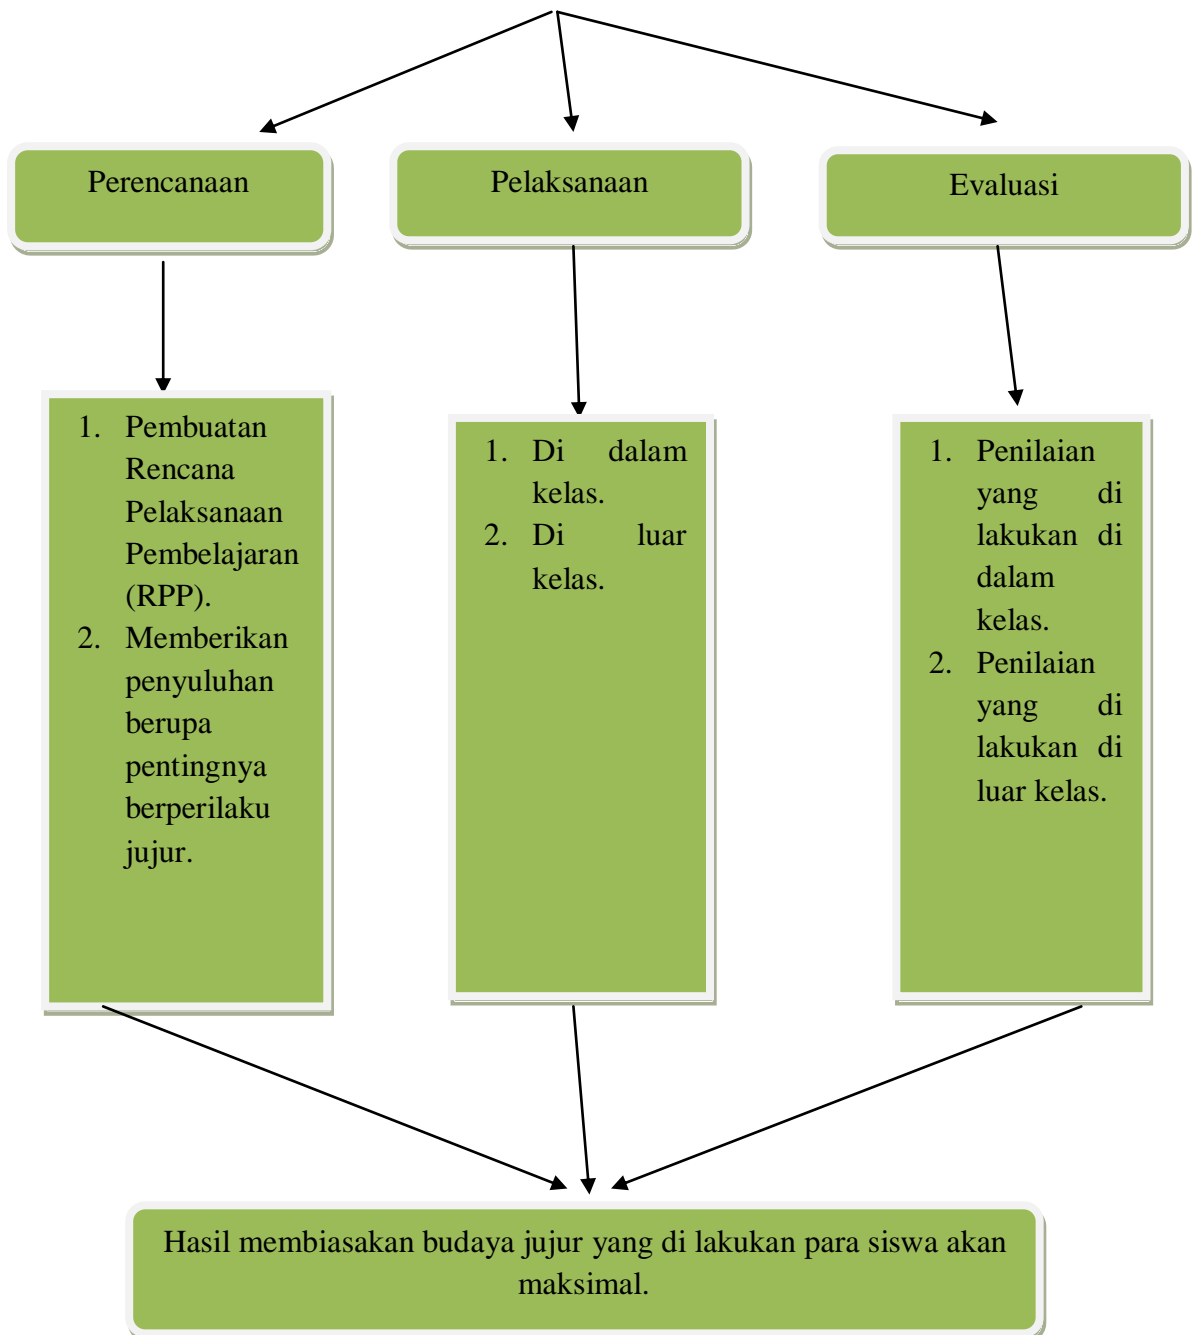 Perencanaan
Pelaksanaan
Evaluasi
1. Pembuatan
Rencana
Pelaksanaan
Pembelajaran
(RPP).
2. Memberikan
penyuluhan
berupa
pentingnya
berperilaku
jujur.
1. Di dalam
kelas.
2. Di luar
kelas.
1. Penilaian
yang di
lakukan di
dalam
kelas.
2. Penilaian
yang di
lakukan di
luar kelas.
Hasil membiasakan budaya jujur yang di lakukan para siswa akan
maksimal.